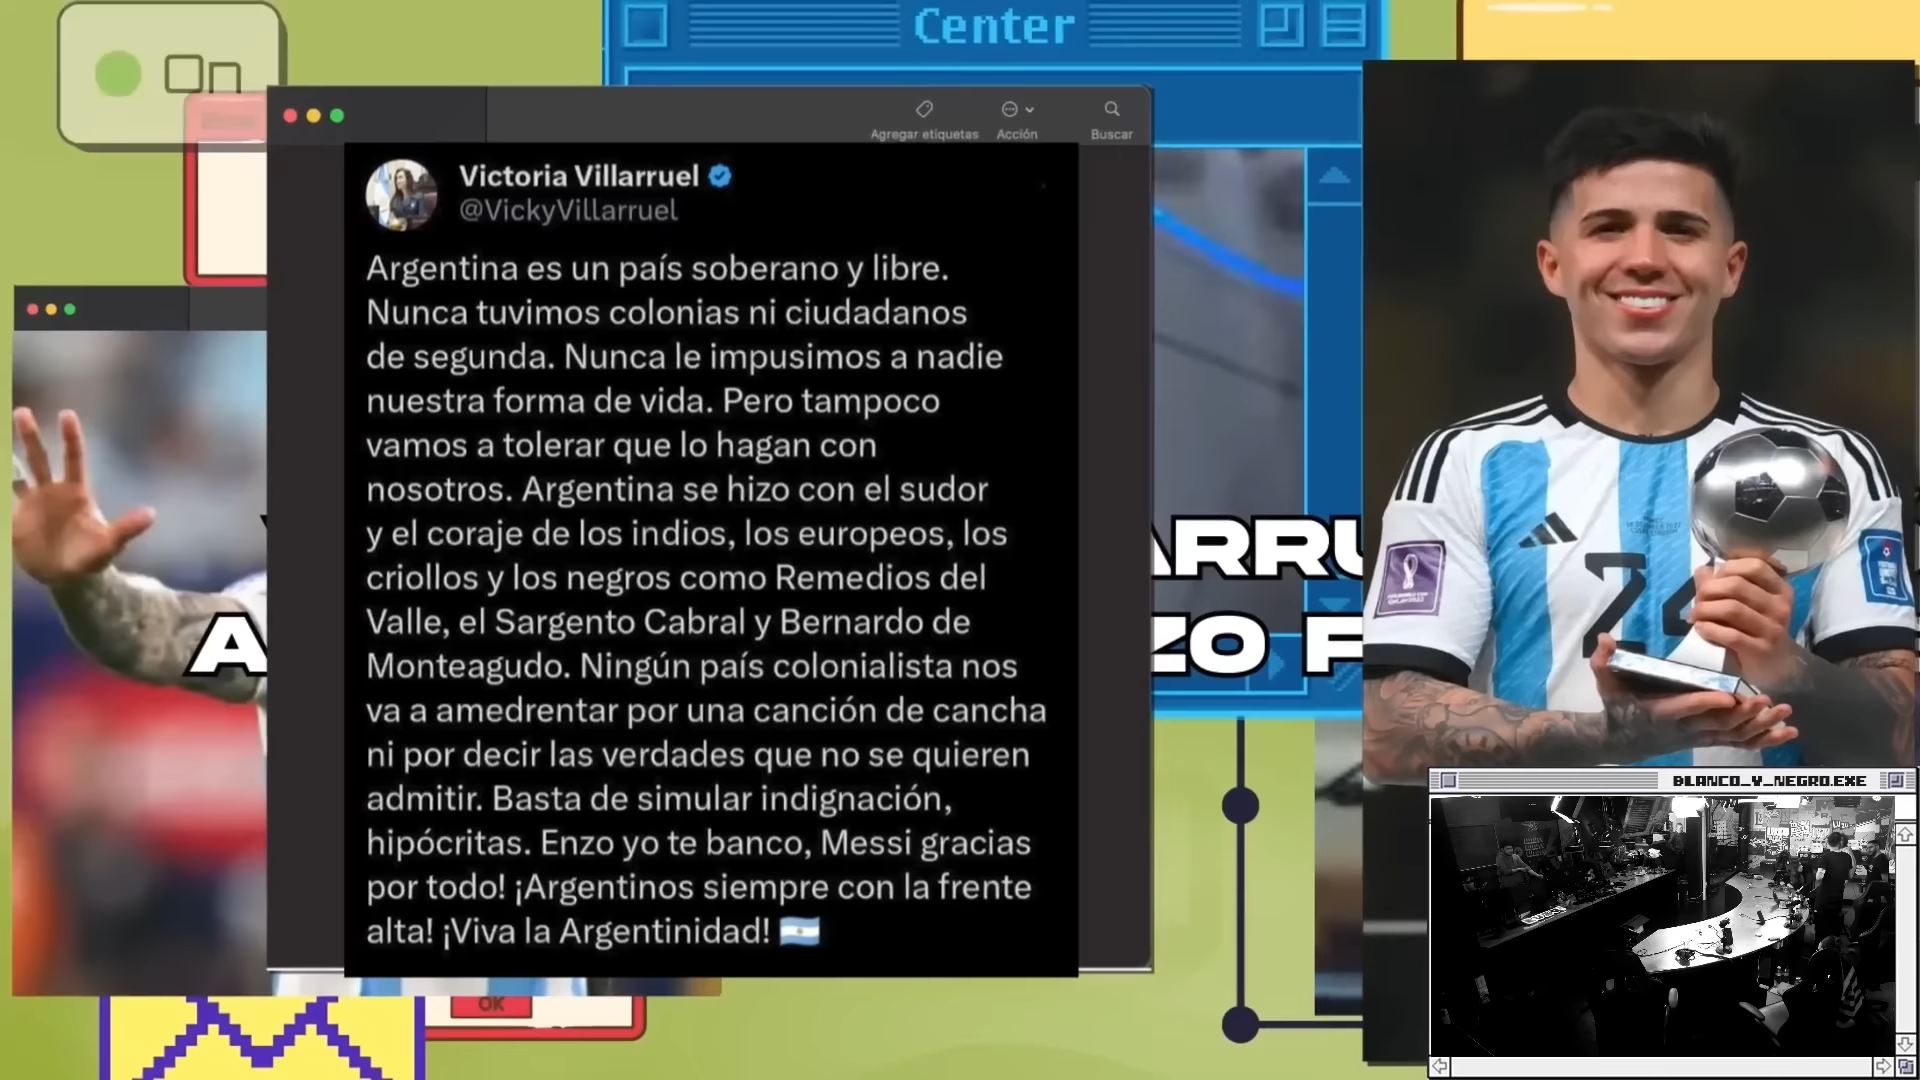 Center
On
Agregar etiquetas
Acción
Buscar
Victoria Villarruel
@VickyVillarruel
Argentina es un país soberano y libre.
Nunca tuvimos colonias ni ciudadanos
de segunda. Nunca le impusimos a nadie
nuestra forma de vida. Pero tampoco
vamos a tolerar que lo hagan con
nosotros. Argentina se hizo con el sudor
y el coraje de los indios, los europeos, los
criollos y los negros como Remedios del
Valle, el Sargento Cabral y Bernardo de
Monteagudo. Ningún país colonialista nos
va a amedrentar por una canción de cancha
ni por decir las verdades que no se quieren
admitir. Basta de simular indignación,
hipócritas. Enzo yo te banco, Messi gracias
por todo! ¡Argentinos siempre con la frente
alta! ¡Viva la Argentinidad! 🇦🇷
ARRU
A
ZO F
24
BLANCO_Y_NEGRO.EXE
OK